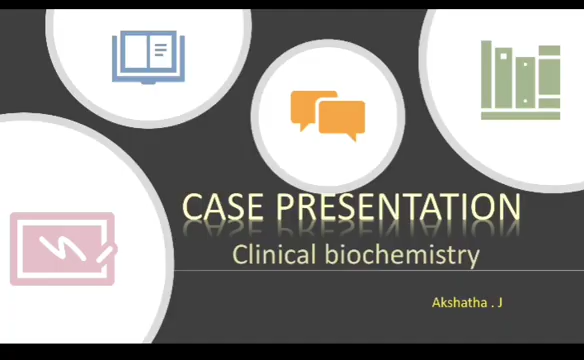 CASE PRESENTATION
Clinical biochemistry
Akshatha . J